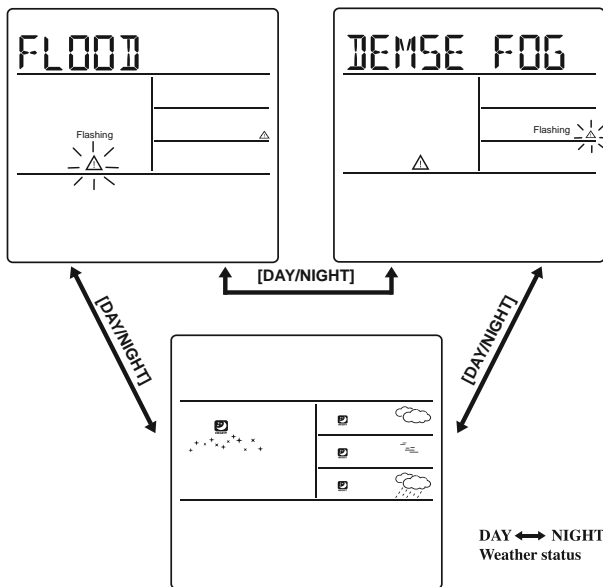 FLOOD
DEMSE FOG
Flashing
Flashing
[DAY/NIGHT]
[DAY/NIGHT]
[DAY/NIGHT]
DAY ⟷ NIGHT
Weather status